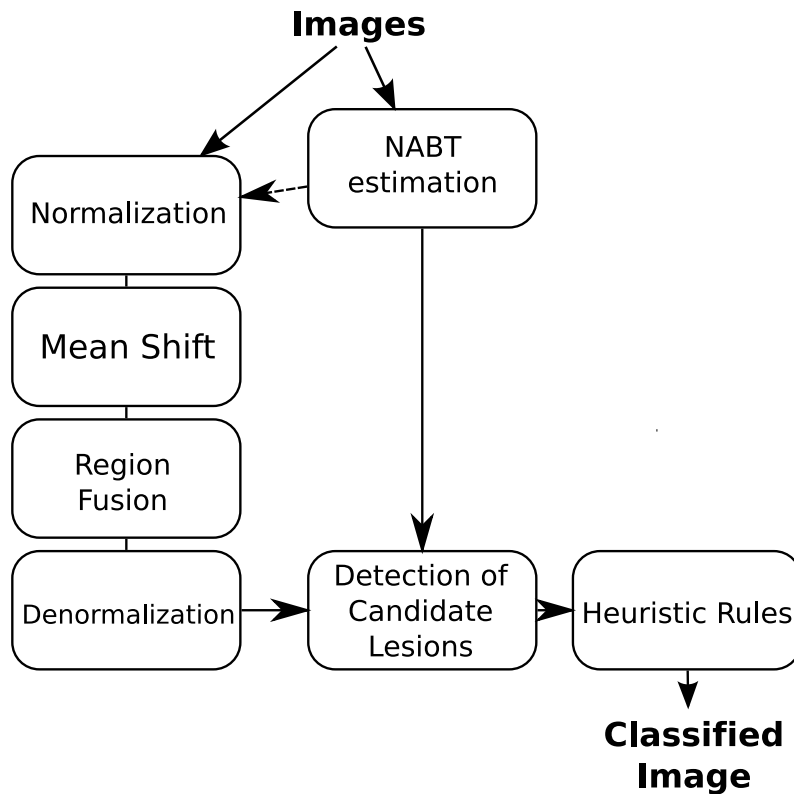 Images
NABT
estimation
Normalization
Mean Shift
Region
Fusion
Denormalization
Detection of
Candidate
Lesions
Heuristic Rules
Classified
Image